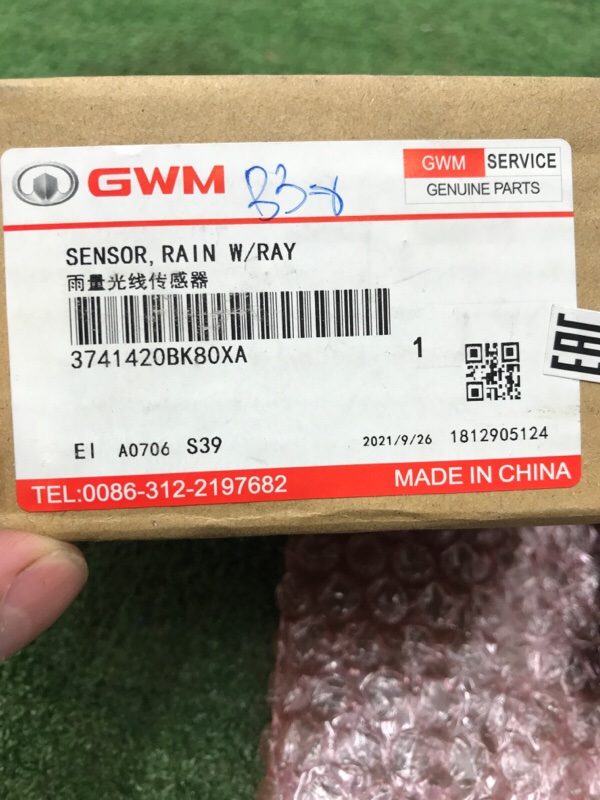 GWM
GWM SERVICE
GENUINE PARTS
SENSOR, RAIN W/RAY
雨量光线传感器
3741420BK80XA
1
EAC
EI A0706 S39
2021/9/26 1812905124
TEL:0086-312-2197682
MADE IN CHINA